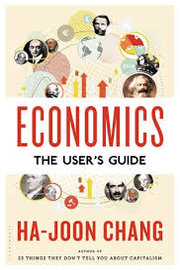 ECONOMICS
THE USER'S GUIDE
HA-JOON CHANG
AUTHOR OF
23 THINGS THEY DON'T TELL YOU ABOUT CAPITALISM